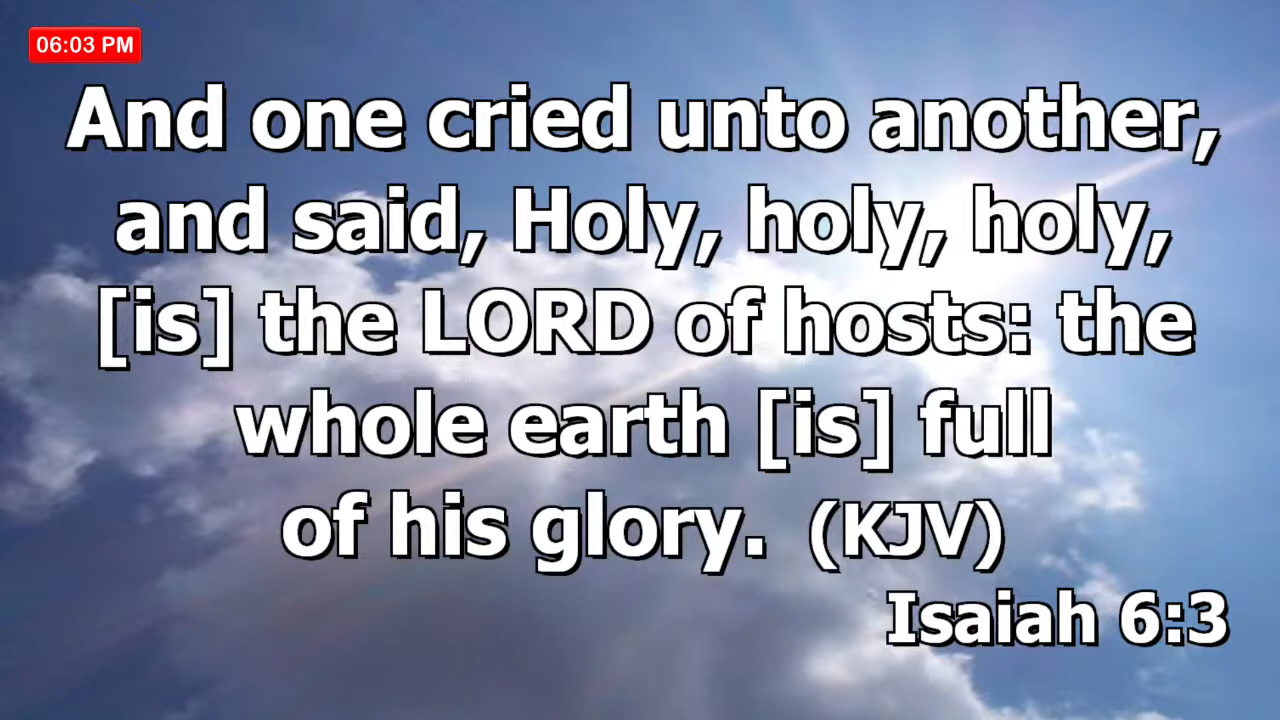 06:03 PM
And one cried unto another,
and said, Holy, holy, holy,
[is] the LORD of hosts: the
whole earth [is] full
of his glory. (KJV)
Isaiah 6:3